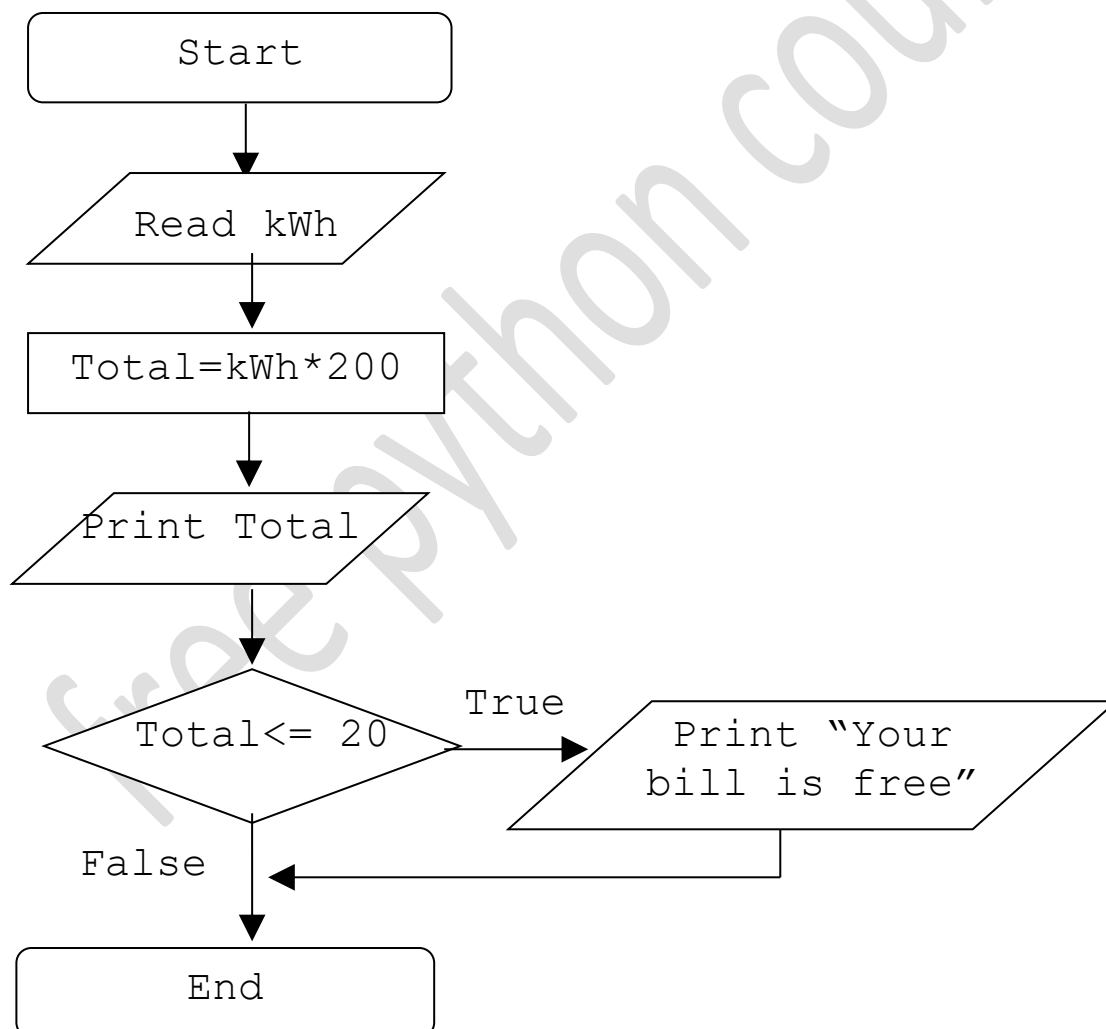 Start
Read kWh
Total=kWh*200
Print Total
Total<= 20
True
Print “Your
bill is free”
False
End
free python cou